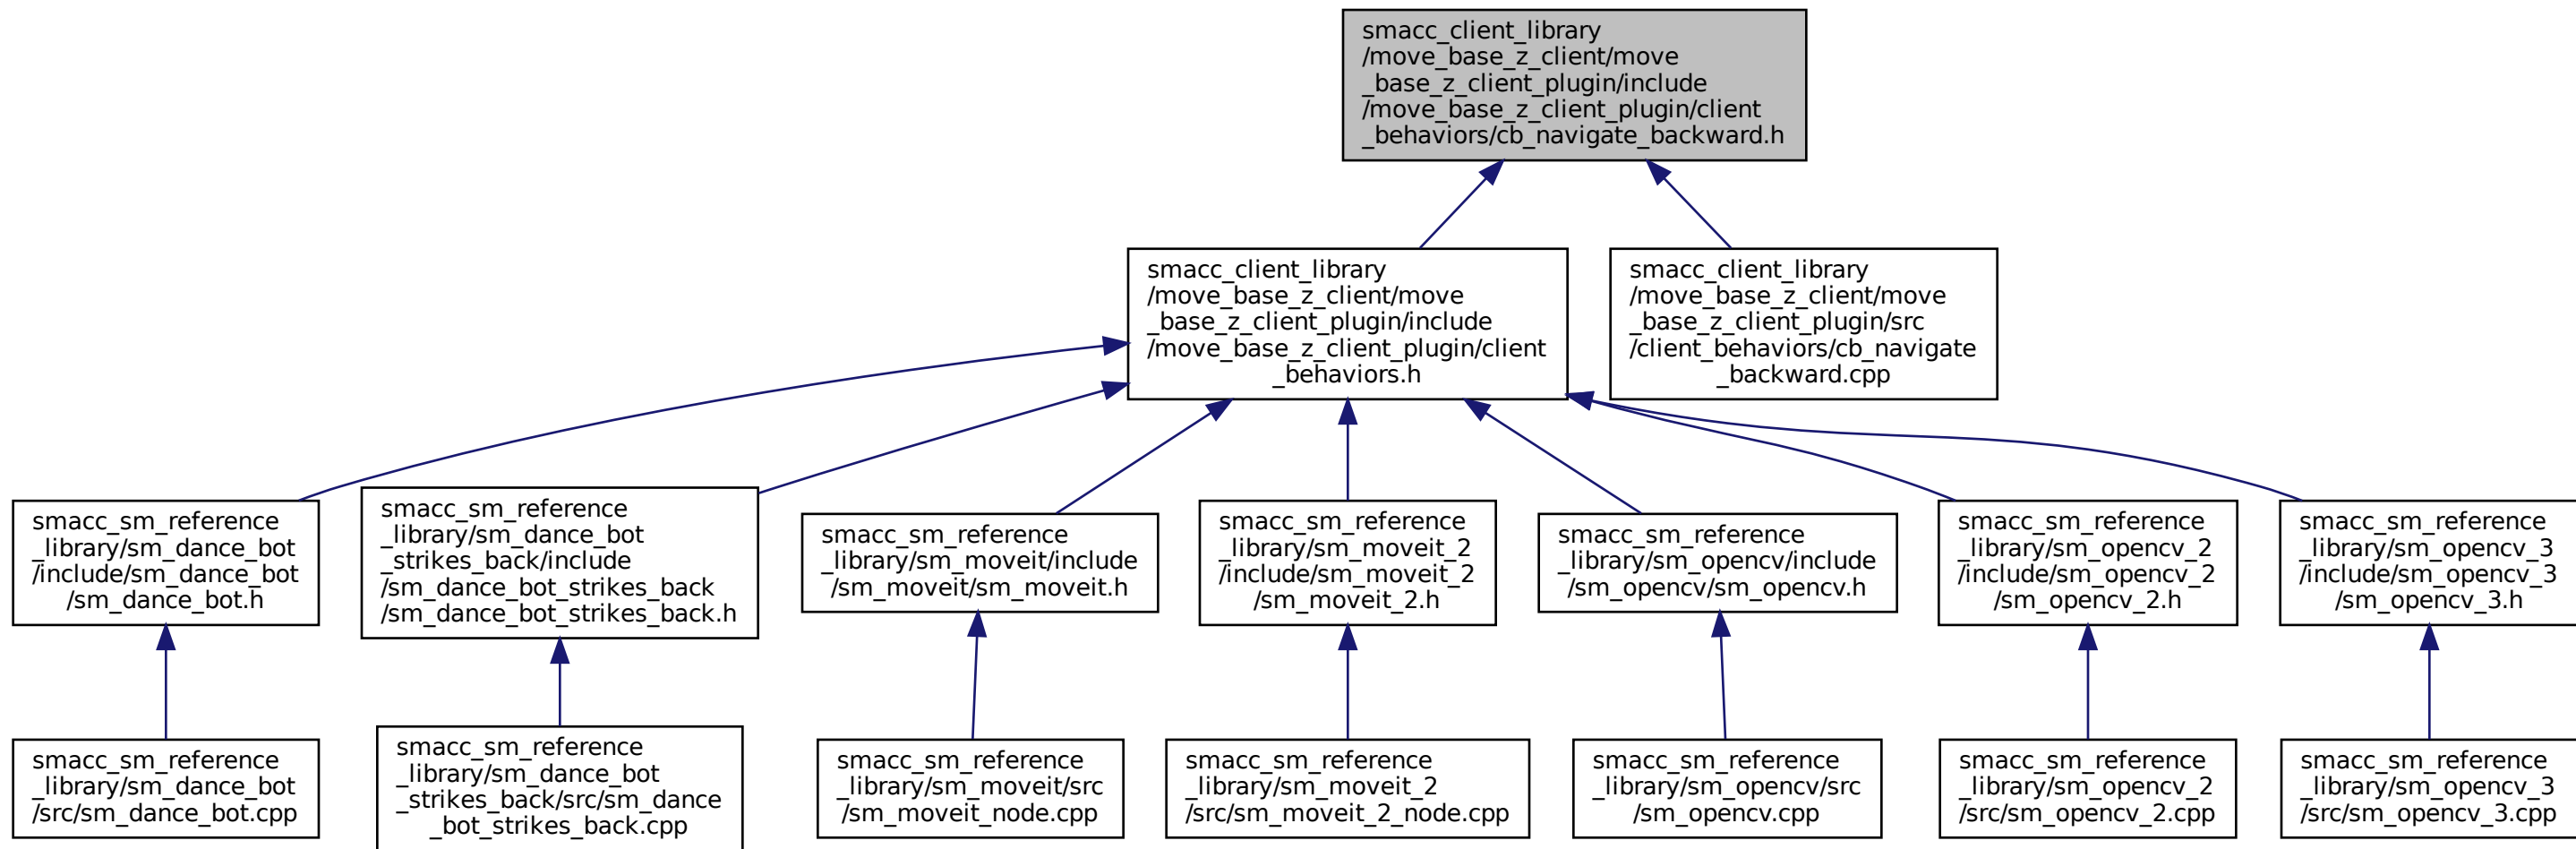 smacc_client_library
/move_base_z_client/move
_base_z_client_plugin/include
/move_base_z_client_plugin/client
_behaviors/cb_navigate_backward.h
smacc_client_library
/move_base_z_client/move
_base_z_client_plugin/include
/move_base_z_client_plugin/client
_behaviors.h
smacc_client_library
/move_base_z_client/move
_base_z_client_plugin/src
/client_behaviors/cb_navigate
_backward.cpp
smacc_sm_reference
_library/sm_dance_bot
/include/sm_dance_bot
/sm_dance_bot.h
smacc_sm_reference
_library/sm_dance_bot
_strikes_back/include
/sm_dance_bot_strikes_back
/sm_dance_bot_strikes_back.h
smacc_sm_reference
_library/sm_moveit/include
/sm_moveit/sm_moveit.h
smacc_sm_reference
_library/sm_moveit_2
/include/sm_moveit_2
/sm_moveit_2.h
smacc_sm_reference
_library/sm_opencv/include
/sm_opencv/sm_opencv.h
smacc_sm_reference
_library/sm_opencv_2
/include/sm_opencv_2
/sm_opencv_2.h
smacc_sm_reference
_library/sm_opencv_3
/include/sm_opencv_3
/sm_opencv_3.h
smacc_sm_reference
_library/sm_dance_bot
/src/sm_dance_bot.cpp
smacc_sm_reference
_library/sm_dance_bot
_strikes_back/src/sm_dance
_bot_strikes_back.cpp
smacc_sm_reference
_library/sm_moveit/src
/sm_moveit_node.cpp
smacc_sm_reference
_library/sm_moveit_2
/src/sm_moveit_2_node.cpp
smacc_sm_reference
_library/sm_opencv/src
/sm_opencv.cpp
smacc_sm_reference
_library/sm_opencv_2
/src/sm_opencv_2.cpp
smacc_sm_reference
_library/sm_opencv_3
/src/sm_opencv_3.cpp